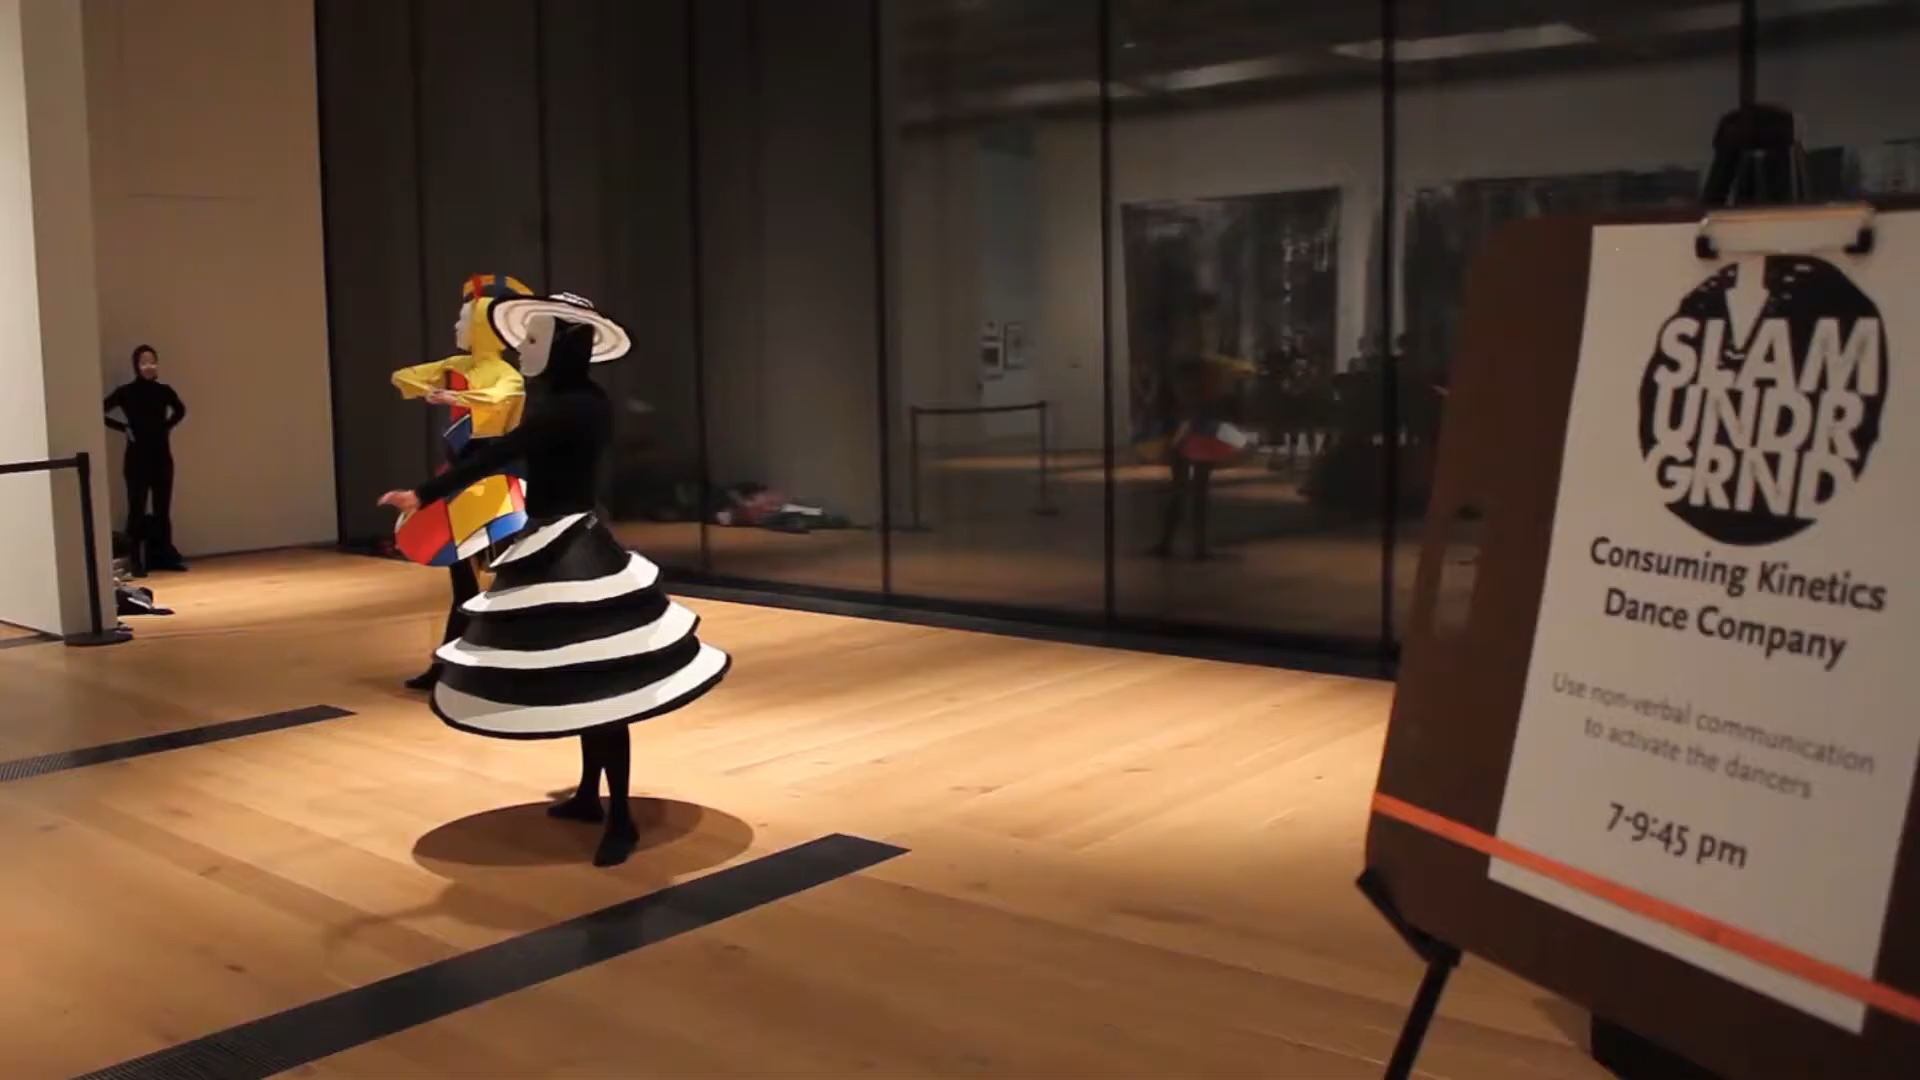 SLAM
UNDR
GRND
Consuming Kinetics
Dance Company
Use non-verbal communication
to activate the dancers
7-9:45 pm